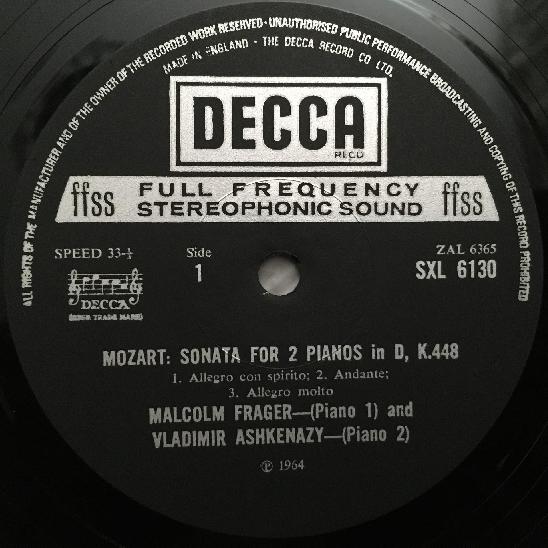 ALL RIGHTS OF THE MANUFACTURER AND OF THE OWNER OF THE RECORDED WORK RESERVED · UNAUTHORISED PUBLIC PERFORMANCE BROADCASTING AND COPYING OF THIS RECORD PROHIBITED
MADE IN ENGLAND · THE DECCA RECORD CO LTD.
DECCA
RECD
ffss FULL FREQUENCY STEREOPHONIC SOUND ffss
SPEED 33-⅓ Side 1 ZAL 6365
SXL 6130
DECCA
MOZART: SONATA FOR 2 PIANOS in D, K.448
1. Allegro con spirito; 2. Andante;
3. Allegro molto
MALCOLM FRAGER—(Piano 1) and
VLADIMIR ASHKENAZY—(Piano 2)
℗ 1964